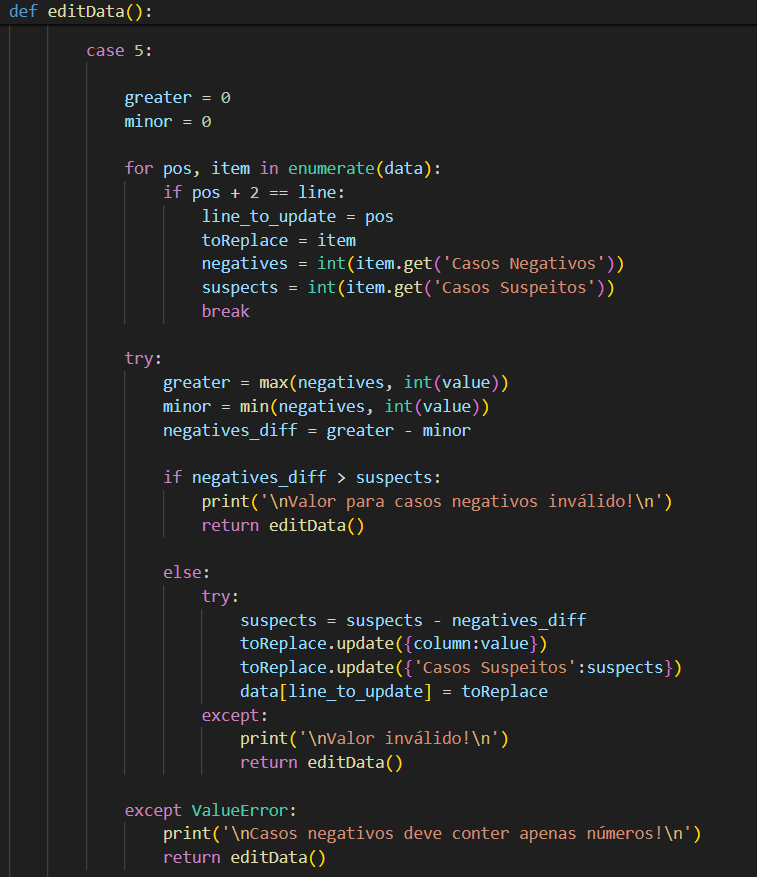 def editData():
case 5:
greater = 0
minor = 0
for pos, item in enumerate(data):
if pos + 2 == line:
line_to_update = pos
toReplace = item
negatives = int(item.get('Casos Negativos'))
suspects = int(item.get('Casos Suspeitos'))
break
try:
greater = max(negatives, int(value))
minor = min(negatives, int(value))
negatives_diff = greater - minor
if negatives_diff > suspects:
print('\nValor para casos negativos inválido!\n')
return editData()
else:
try:
suspects = suspects - negatives_diff
toReplace.update({column:value})
toReplace.update({'Casos Suspeitos':suspects})
data[line_to_update] = toReplace
except:
print('\nValor inválido!\n')
return editData()
except ValueError:
print('\nCasos negativos deve conter apenas números!\n')
return editData()